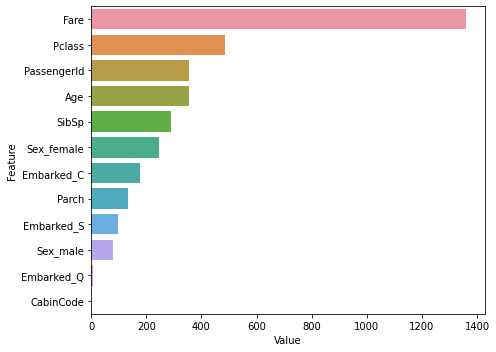 Fare
Pclass
PassengerId
Age
SibSp
Sex_female
Embarked_C
Parch
Embarked_S
Sex_male
Embarked_Q
CabinCode
Feature
0 200 400 600 800 1000 1200 1400
Value